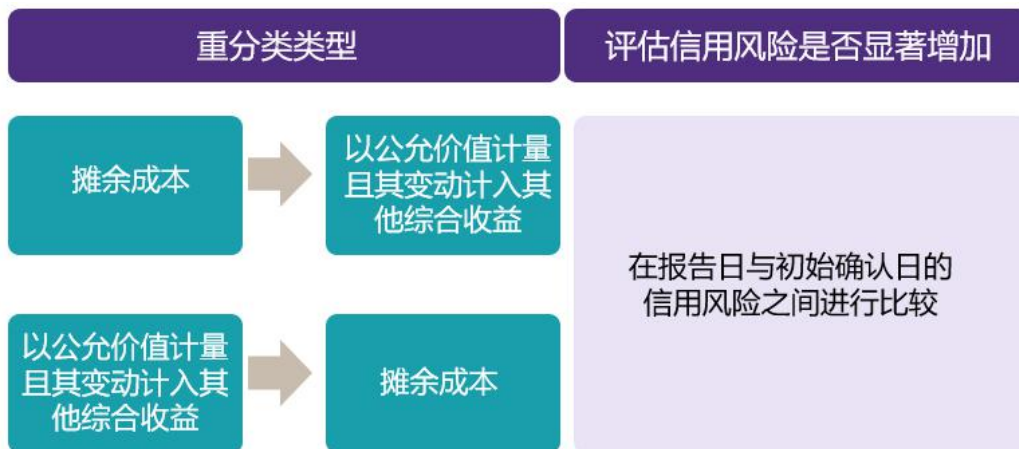 重分类类型
评估信用风险是否显著增加
摊余成本
以公允价值计量
且其变动计入其
他综合收益
在报告日与初始确认日的
信用风险之间进行比较
以公允价值计量
且其变动计入其
他综合收益
摊余成本